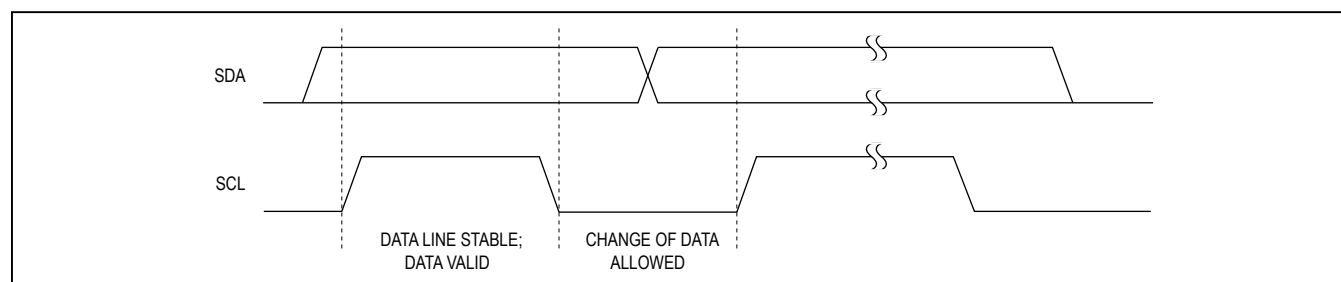 SDA
SCL
DATA LINE STABLE;
DATA VALID
CHANGE OF DATA
ALLOWED